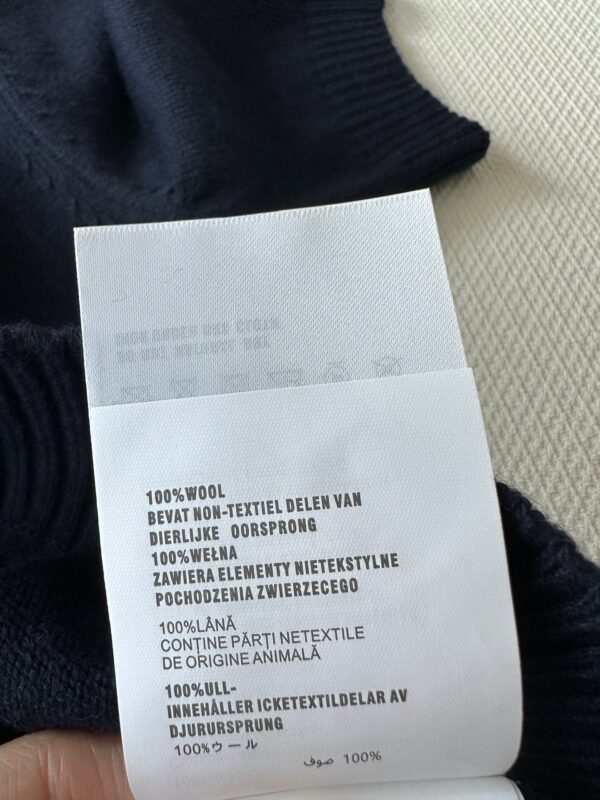 100%WOOL
BEVAT NON-TEXTIEL DELEN VAN
DIERLIJKE OORSPRONG
100%WEŁNA
ZAWIERA ELEMENTY NIETEKSTYLNE
POCHODZENIA ZWIERZECEGO
100%LÂNĂ
CONȚINE PĂRȚI NETEXTILE
DE ORIGINE ANIMALĂ
100%ULL-
INNEHÅLLER ICKETEXTILDELAR AV
DJURURSPRUNG
100%ウール
100% صوف